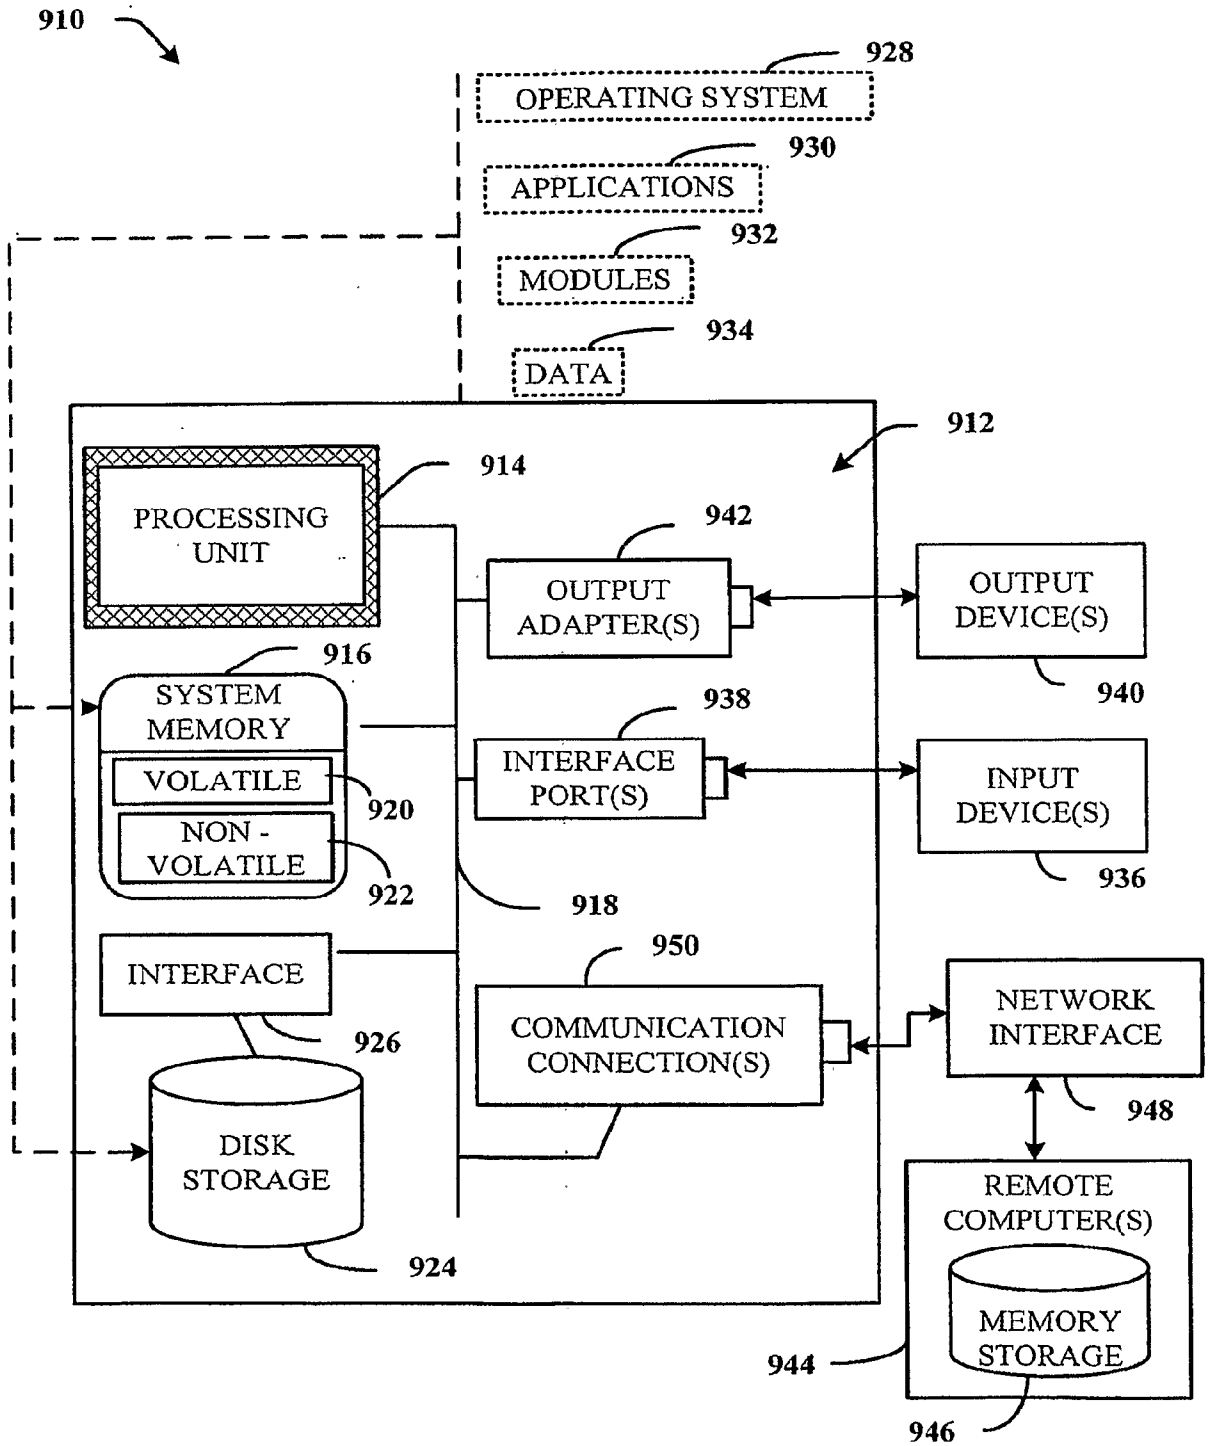 910
928
OPERATING SYSTEM
930
APPLICATIONS
932
MODULES
934
DATA
912
914
PROCESSING
UNIT
942
OUTPUT
ADAPTER(S)
OUTPUT
DEVICE(S)
940
916
SYSTEM
MEMORY
938
INTERFACE
PORT(S)
INPUT
DEVICE(S)
936
VOLATILE
920
NON -
VOLATILE
922
918
950
INTERFACE
926
COMMUNICATION
CONNECTION(S)
NETWORK
INTERFACE
948
DISK
STORAGE
924
REMOTE
COMPUTER(S)
MEMORY
STORAGE
944
946